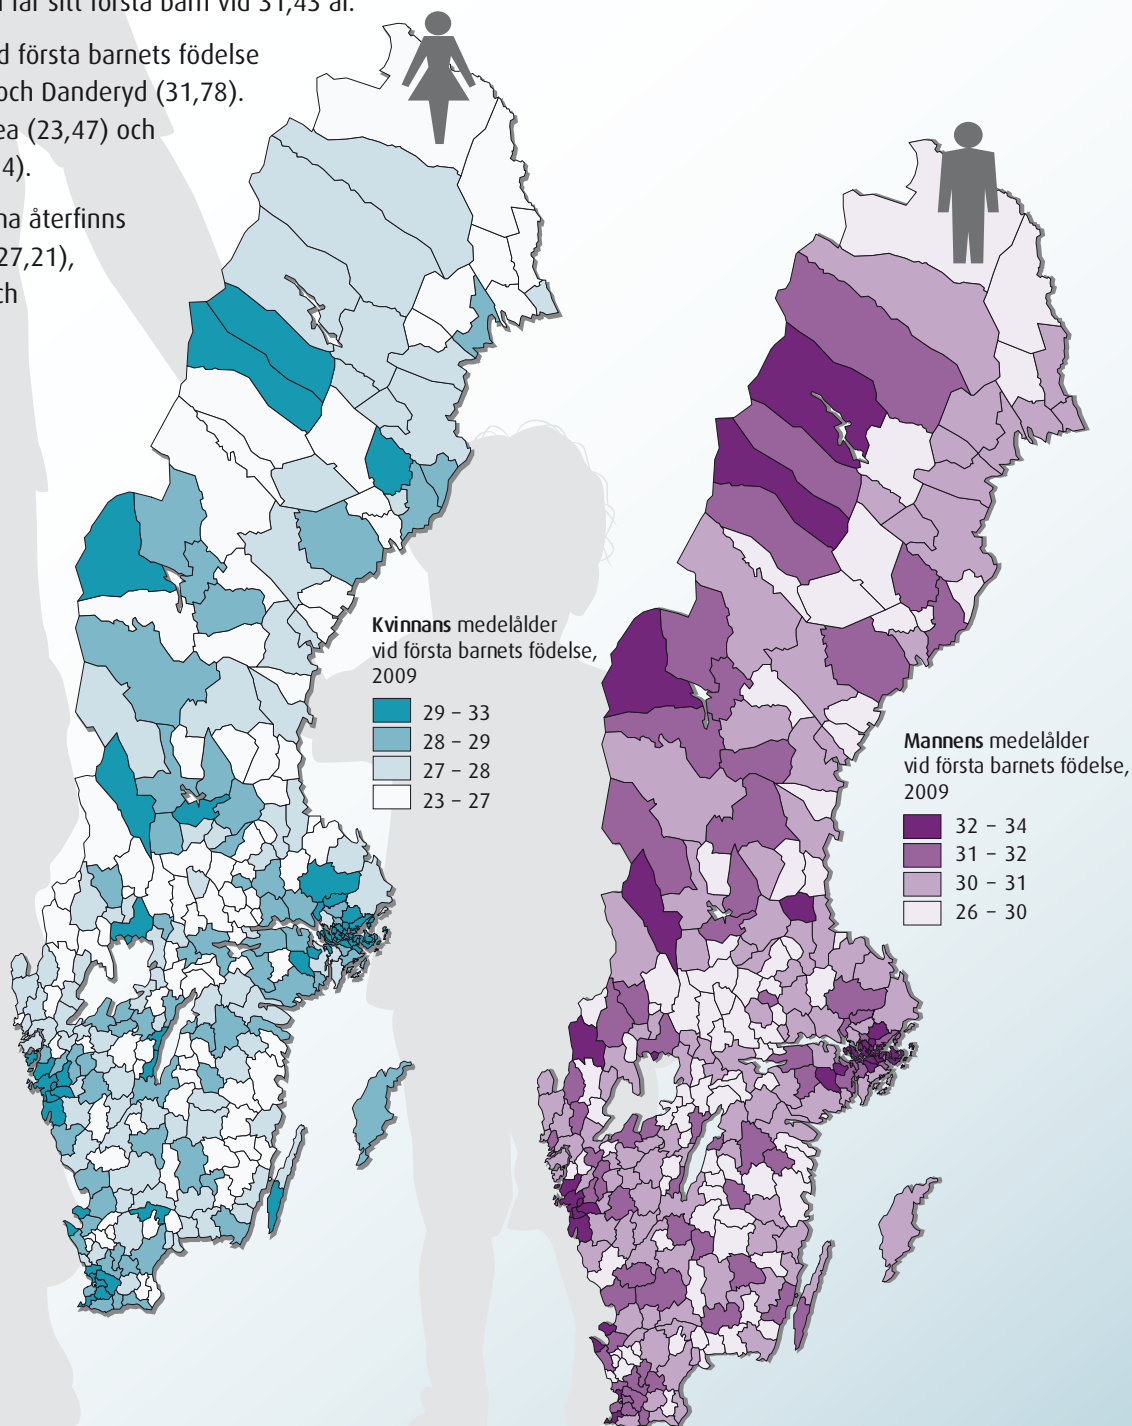 får sitt första barn vid 31,43 år.
d första barnets födelse
och Danderyd (31,78).
ea (23,47) och
4).
na återfinns
27,21),
ch
Kvinnans medelålder
vid första barnets födelse,
2009
29 – 33
28 – 29
27 – 28
23 – 27
Mannens medelålder
vid första barnets födelse,
2009
32 – 34
31 – 32
30 – 31
26 – 30